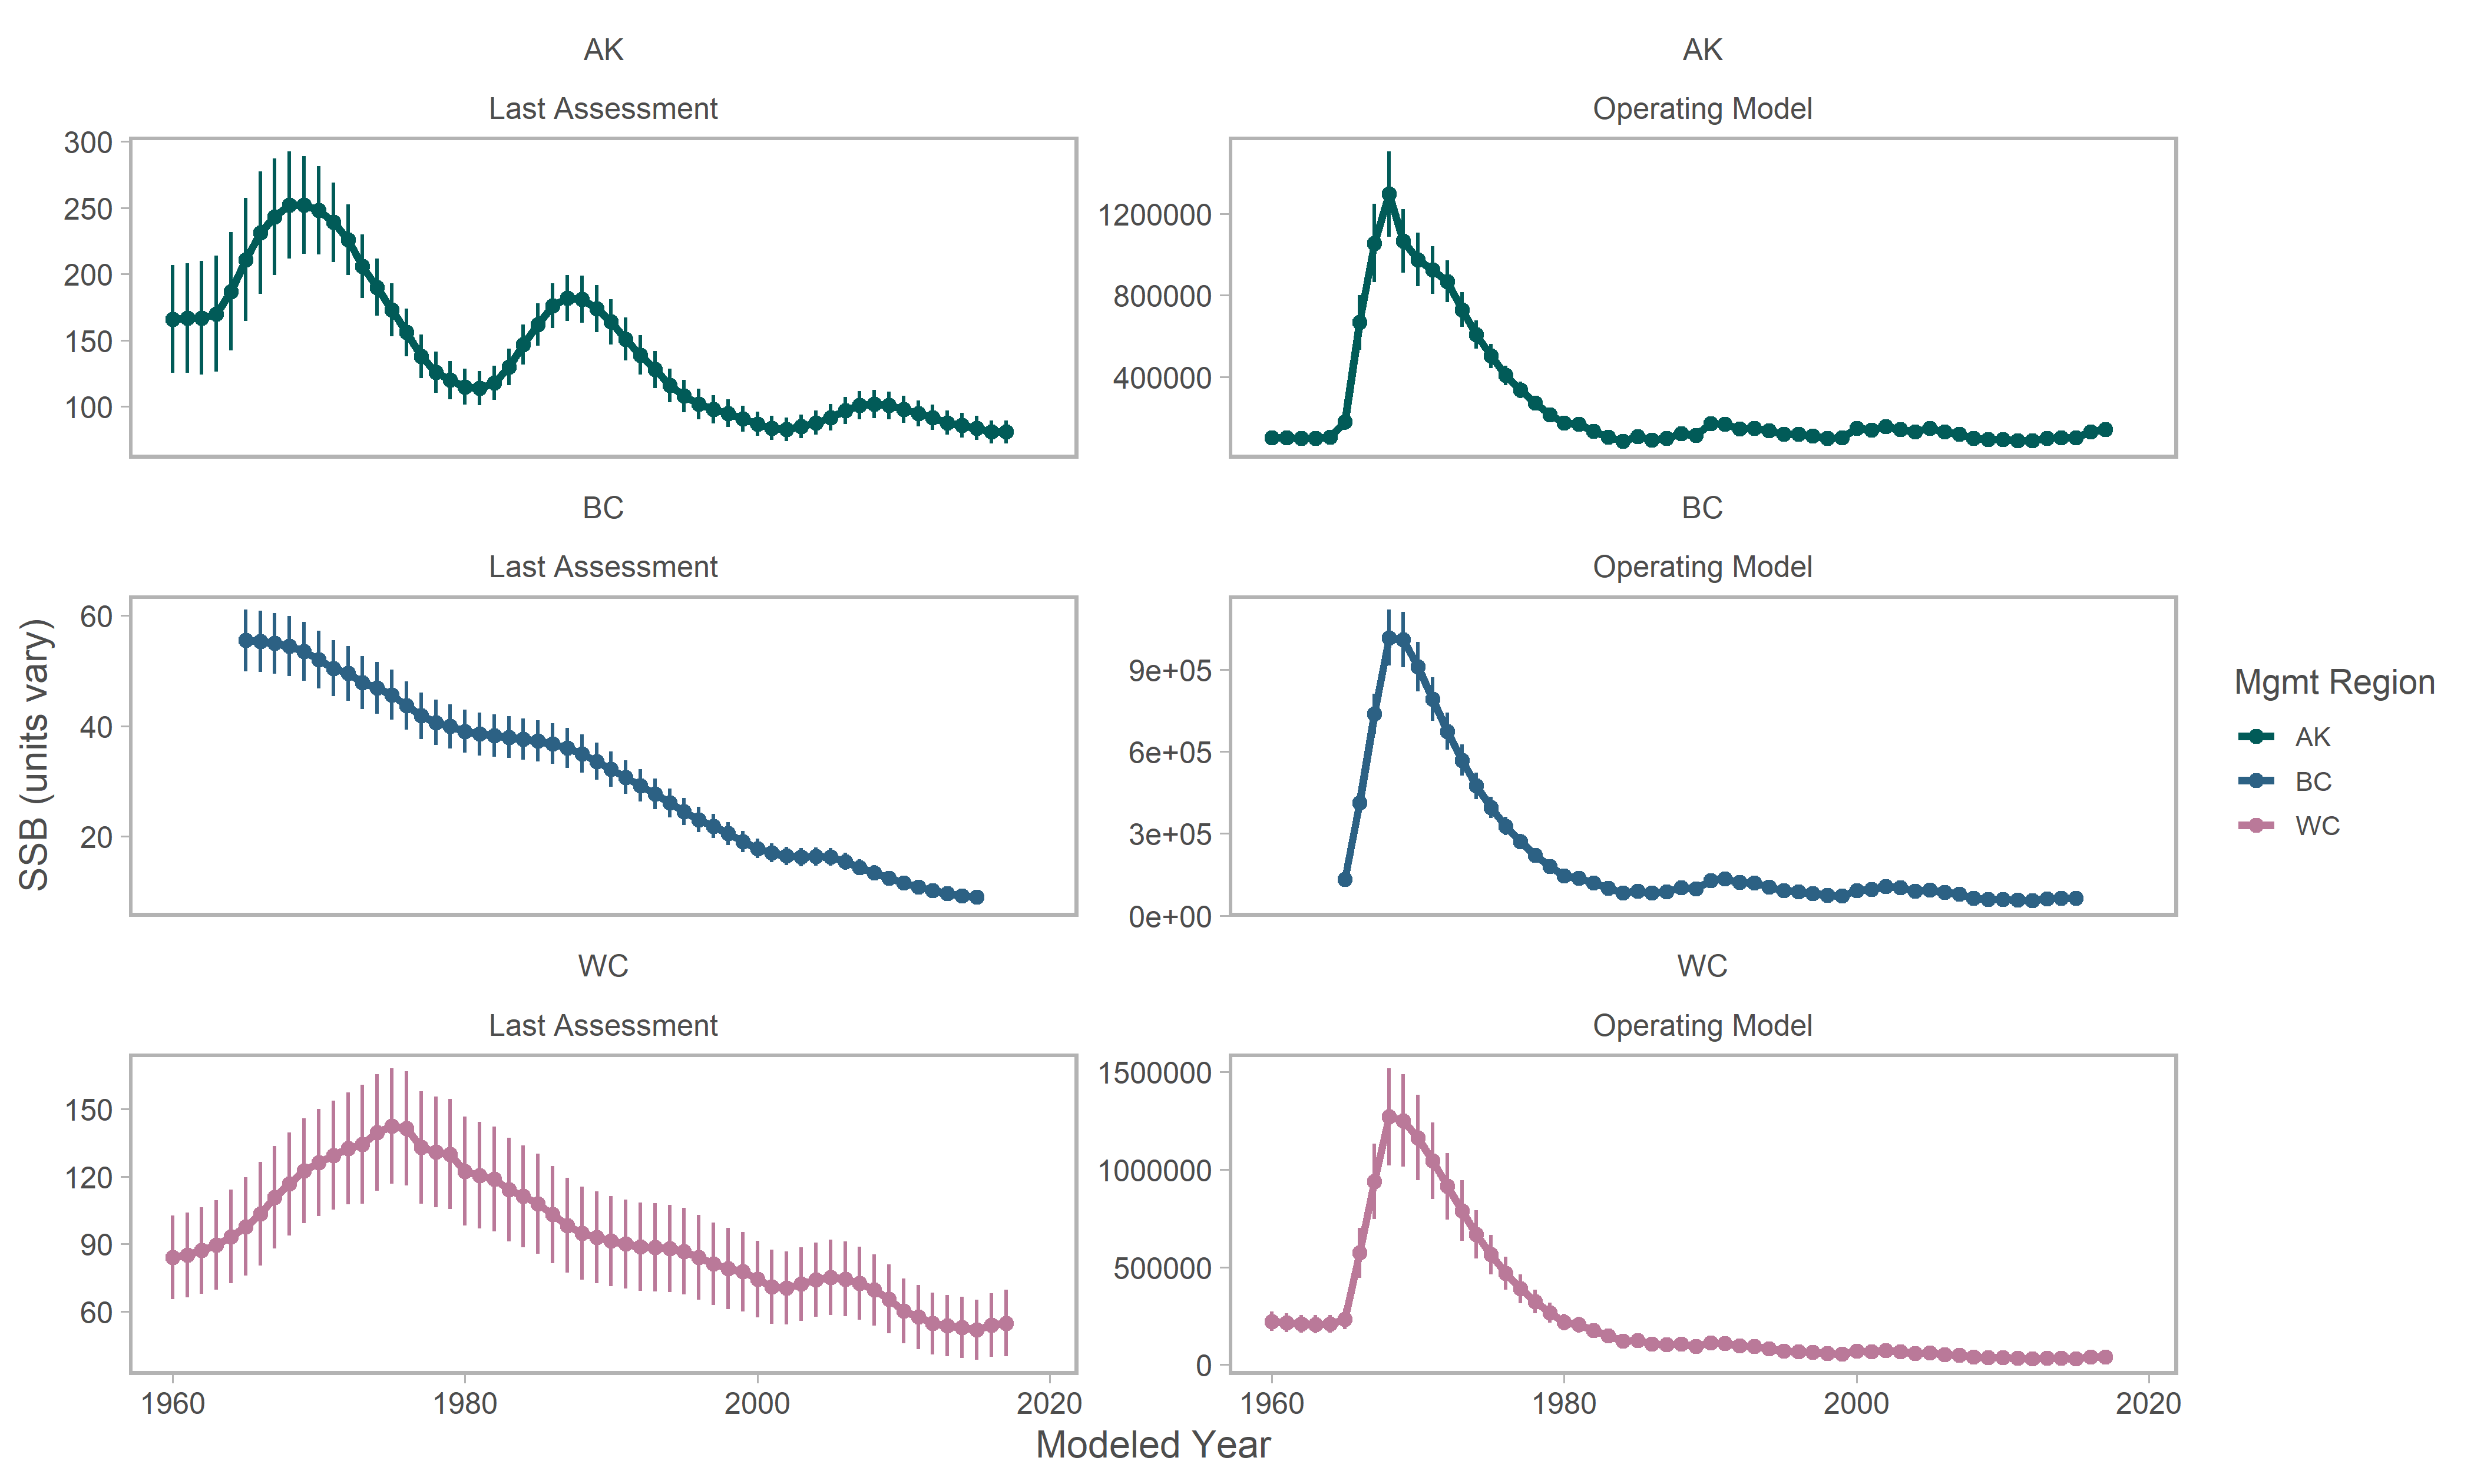 AK
Last Assessment
300
250
200
150
100
AK
Operating Model
1200000
800000
400000
BC
Last Assessment
60
40
20
BC
Operating Model
9e+05
6e+05
3e+05
0e+00
WC
Last Assessment
150
120
90
60
1960 1980 2000 2020
WC
Operating Model
1500000
1000000
500000
0
1960 1980 2000 2020
SSB (units vary)
Modeled Year
Mgmt Region
AK
BC
WC